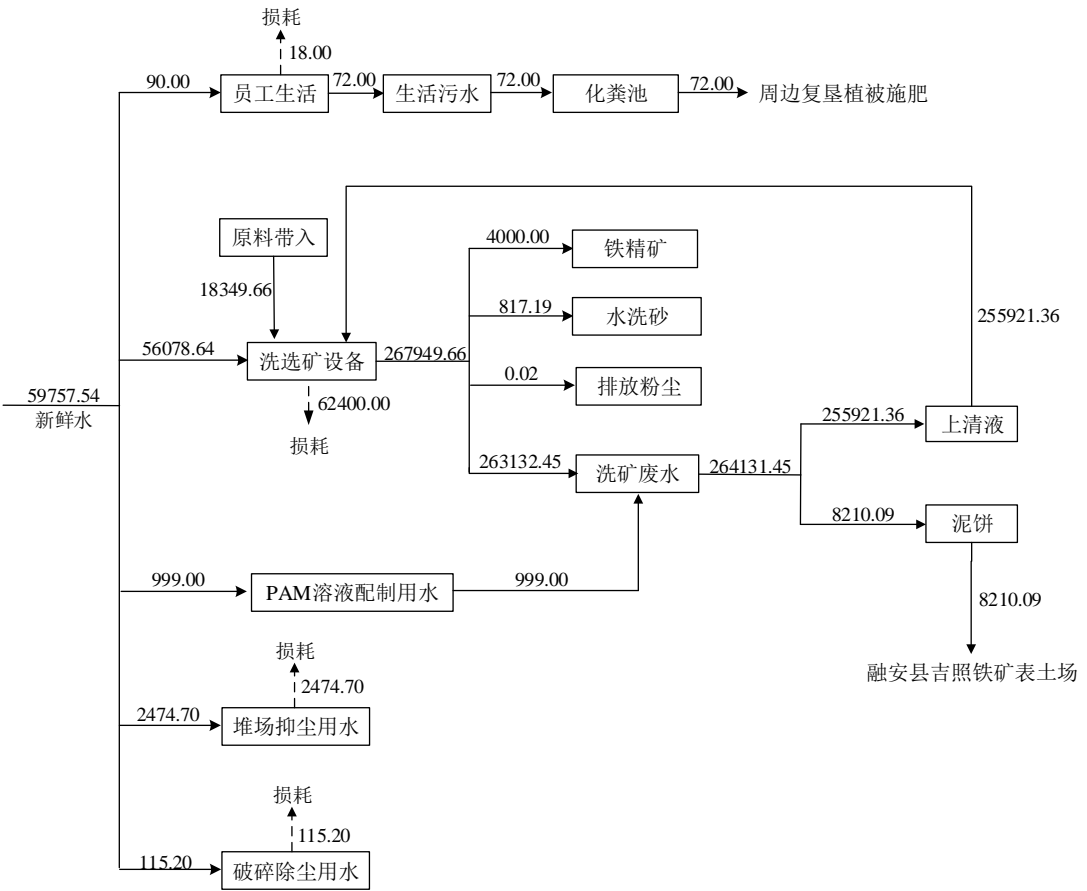 损耗
18.00
90.00
员工生活
72.00
生活污水
72.00
化粪池
72.00
周边复垦植被施肥
原料带入
18349.66
4000.00
铁精矿
817.19
水洗砂
255921.36
56078.64
洗选矿设备
267949.66
0.02
排放粉尘
59757.54
新鲜水
62400.00
损耗
255921.36
上清液
263132.45
洗矿废水
264131.45
8210.09
泥饼
999.00
PAM溶液配制用水
999.00
8210.09
损耗
2474.70
融安县吉照铁矿表土场
2474.70
堆场抑尘用水
损耗
115.20
115.20
破碎除尘用水